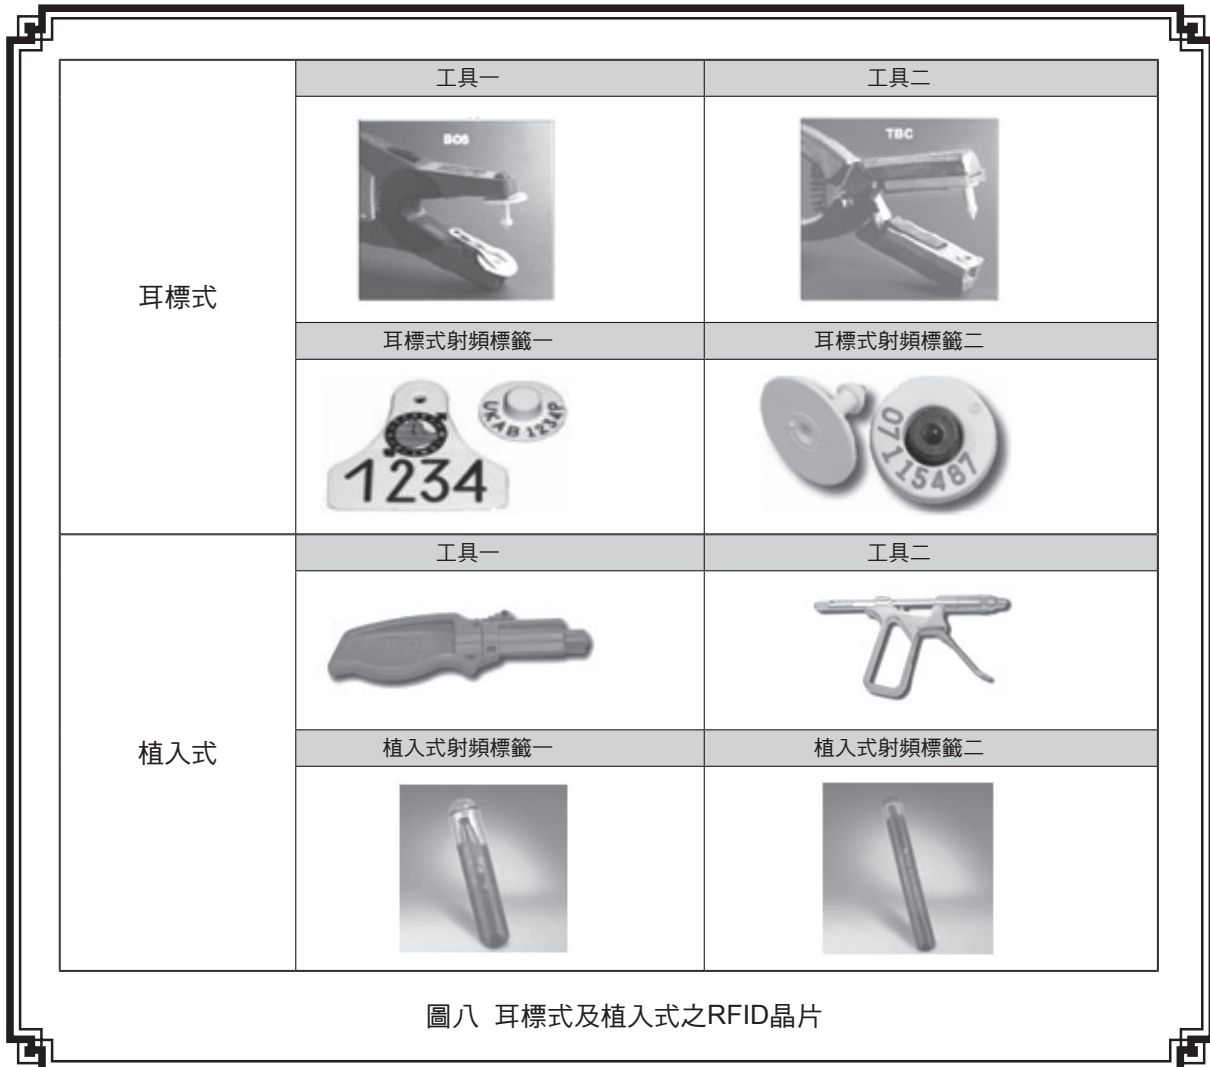 工具一
工具二
BO5
TBC
耳標式
耳標式射頻標籤一
耳標式射頻標籤二
UKAB 1234P
1234
07 115487
工具一
工具二
植入式
植入式射頻標籤一
植入式射頻標籤二
圖八 耳標式及植入式之RFID晶片